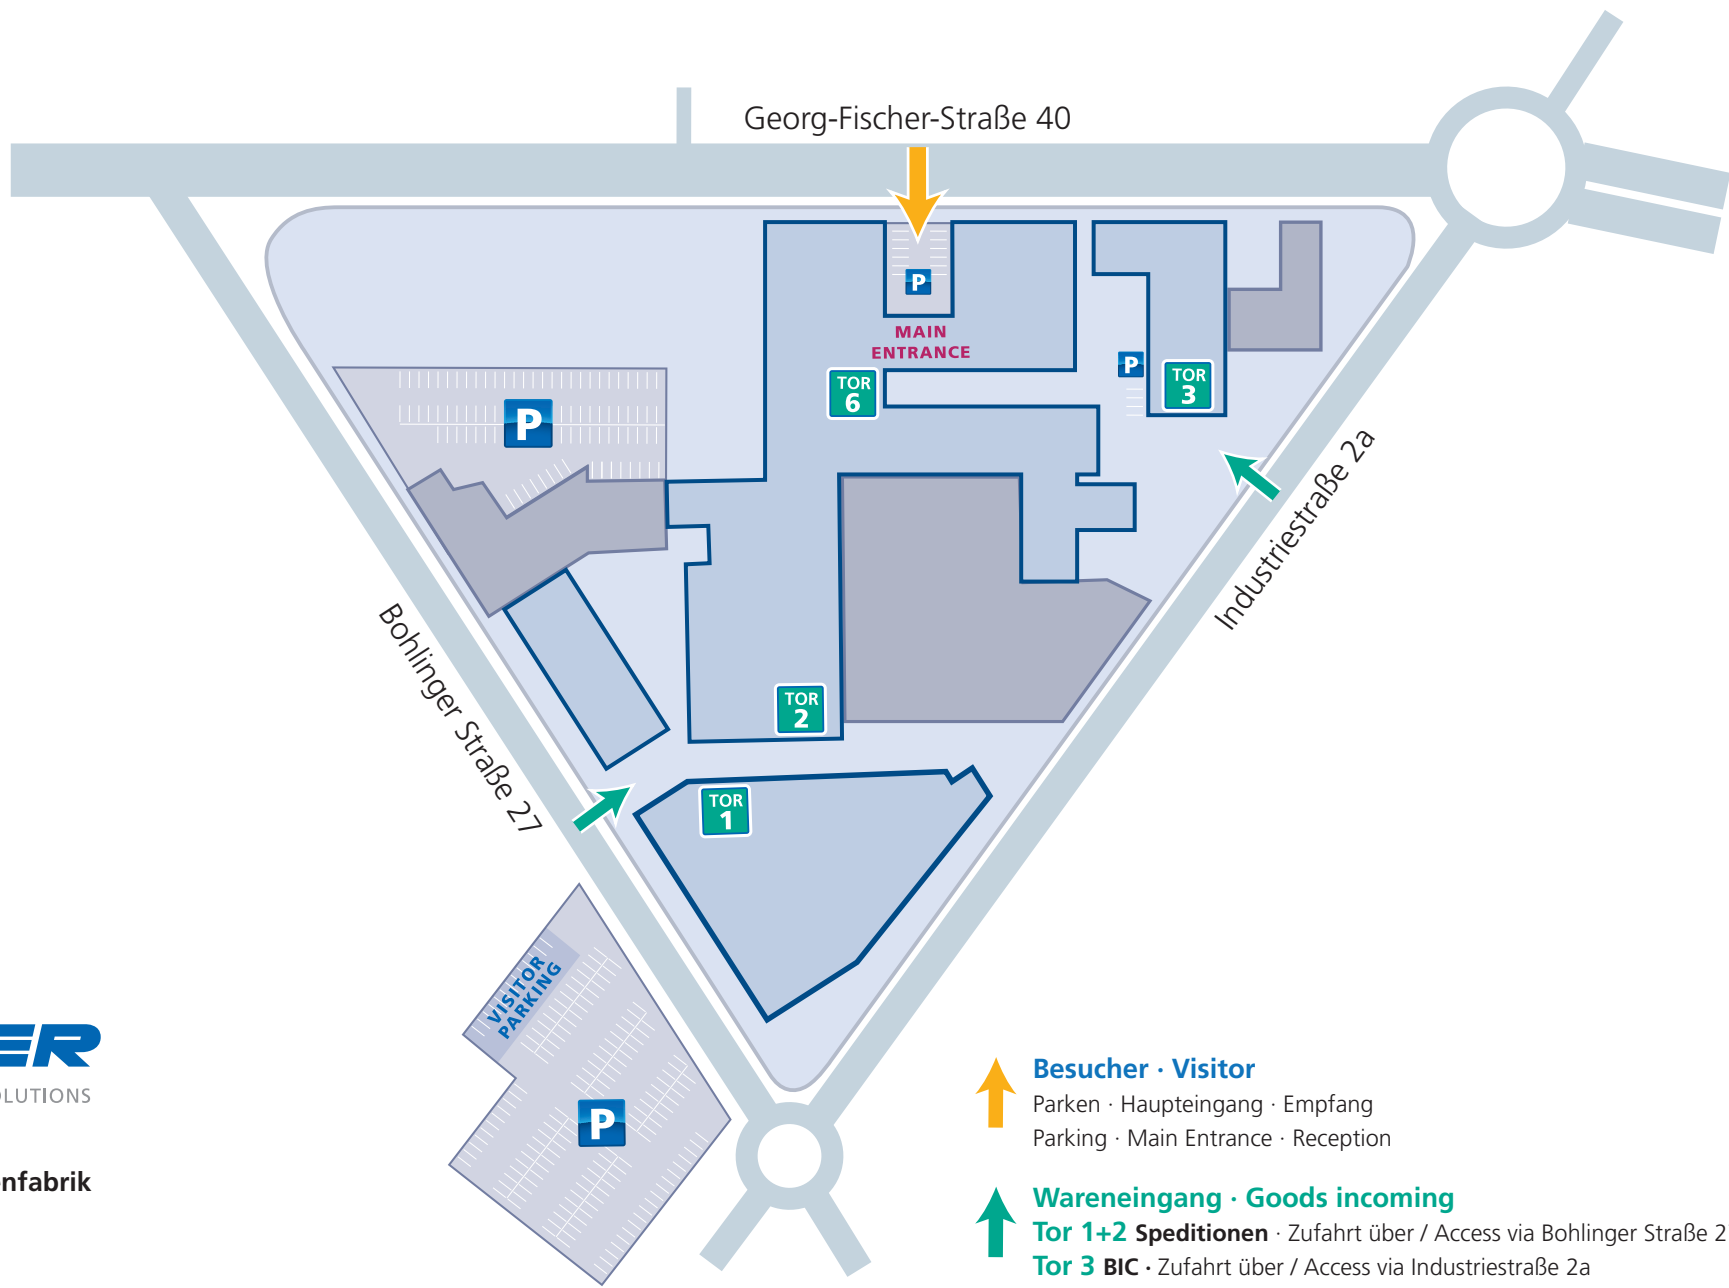 Georg-Fischer-Straße 40
P
MAIN
ENTRANCE
P
TOR
3
TOR
6
P
Industriestraße 2a
Bohlinger Straße 27
TOR
2
TOR
1
VISITOR
PARKING
P
ER
OLUTIONS
nfabrik
Besucher · Visitor
Parken · Haupteingang · Empfang
Parking · Main Entrance · Reception
Wareneingang · Goods incoming
Tor 1+2 Speditionen · Zufahrt über / Access via Bohlinger Straße 2
Tor 3 BIC · Zufahrt über / Access via Industriestraße 2a